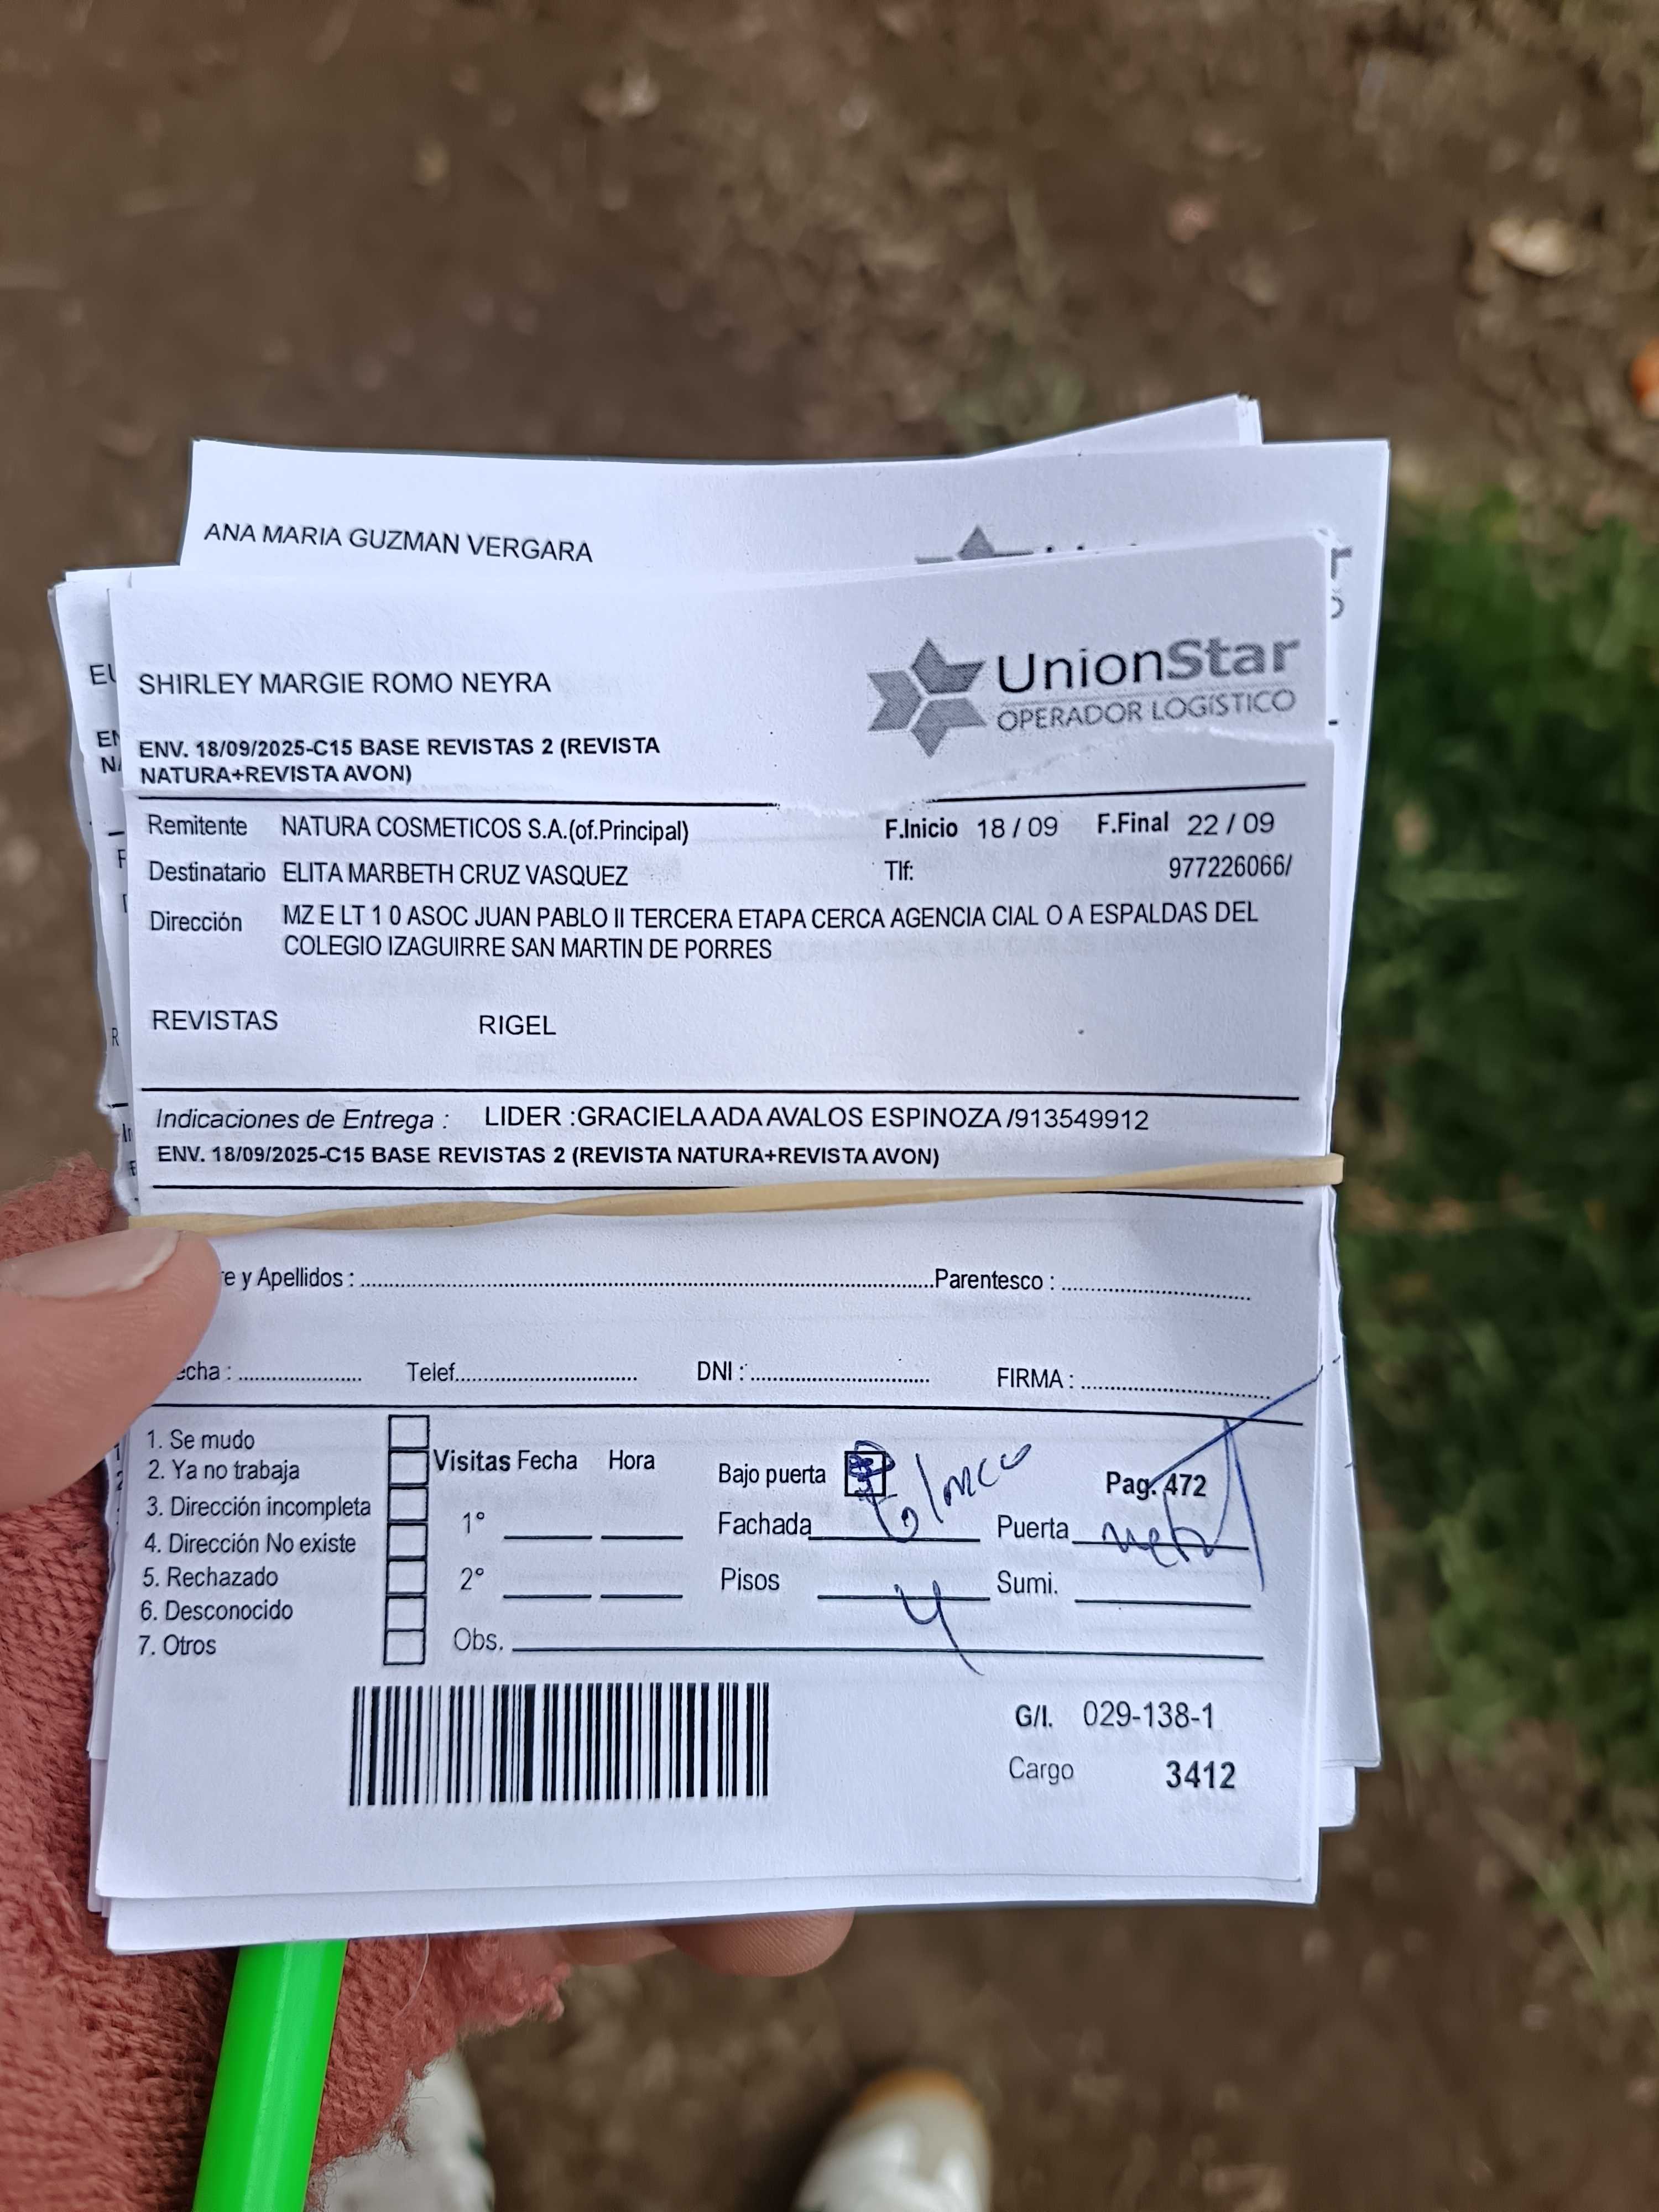 ANA MARIA GUZMAN VERGARA
SHIRLEY MARGIE ROMO NEYRA
UnionStar
OPERADOR LOGÍSTICO
ENV. 18/09/2025-C15 BASE REVISTAS 2 (REVISTA
NATURA+REVISTA AVON)
Remitente NATURA COSMETICOS S.A.(of.Principal) F.Inicio 18 / 09 F.Final 22 / 09
Destinatario ELITA MARBETH CRUZ VASQUEZ Tlf: 977226066/
Dirección MZ E LT 1 0 ASOC JUAN PABLO II TERCERA ETAPA CERCA AGENCIA CIAL O A ESPALDAS DEL
COLEGIO IZAGUIRRE SAN MARTIN DE PORRES
REVISTAS RIGEL
Indicaciones de Entrega : LIDER :GRACIELA ADA AVALOS ESPINOZA /913549912
ENV. 18/09/2025-C15 BASE REVISTAS 2 (REVISTA NATURA+REVISTA AVON)
re y Apellidos : Parentesco :
echa : Telef. DNI : FIRMA :
1. Se mudo
2. Ya no trabaja
3. Dirección incompleta
4. Dirección No existe
5. Rechazado
6. Desconocido
7. Otros
Visitas Fecha Hora
1°
2°
Obs.
Bajo puerta Pag. 472
Fachada blanco Puerta metal
Pisos 4 Sumi.
G/I. 029-138-1
Cargo 3412